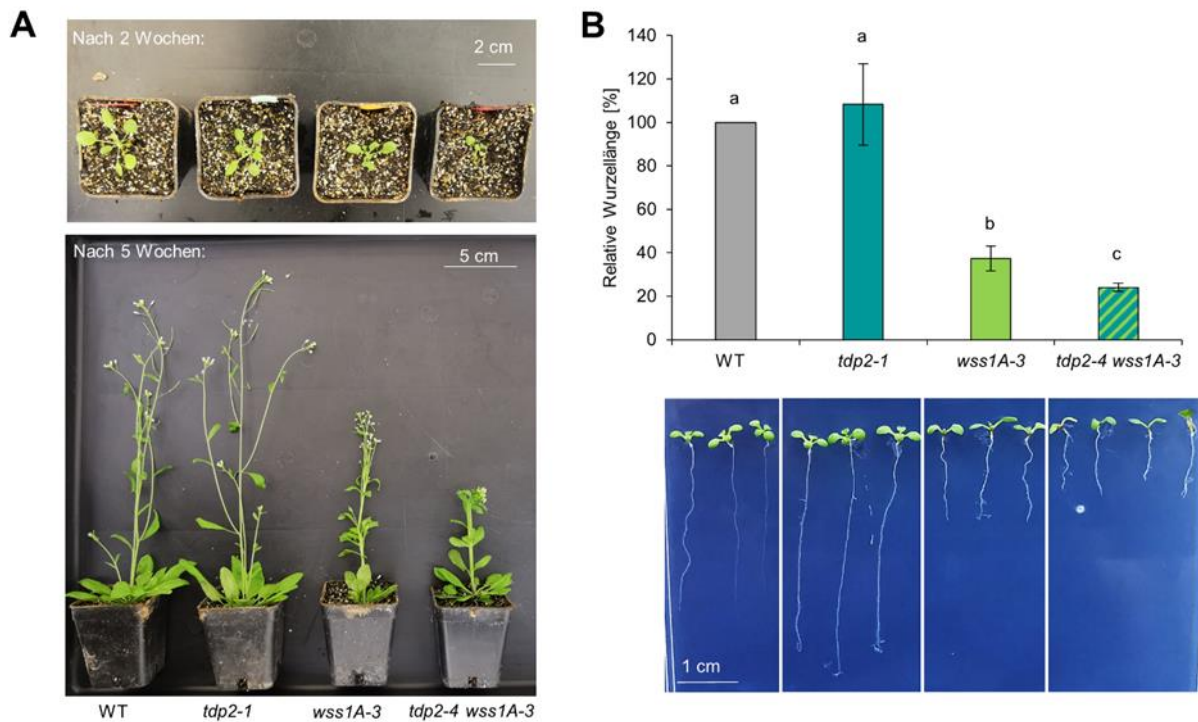 A
Nach 2 Wochen:
2 cm
Nach 5 Wochen:
5 cm
WT
tdp2-1
wss1A-3
tdp2-4 wss1A-3
B
Relative Wurzellänge [%]
140
120
100
80
60
40
20
0
a
a
b
c
WT
tdp2-1
wss1A-3
tdp2-4 wss1A-3
1 cm